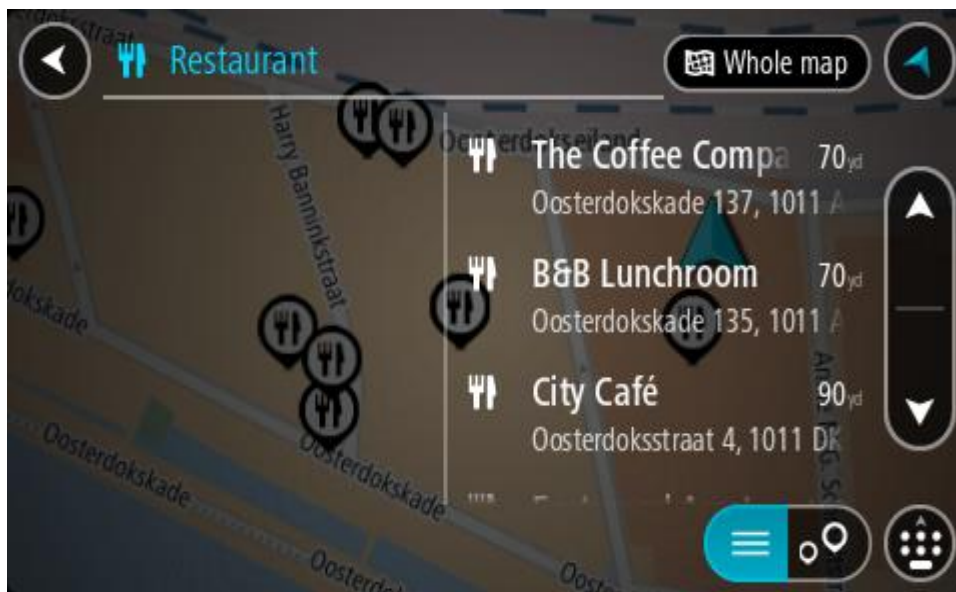 Restaurant
Whole map
Harry Banninkstraat
The Coffee Compa 70yd
Oosterdokskade 137, 1011 A
B&B Lunchroom 70yd
Oosterdokskade 135, 1011 A
City Café 90yd
Oosterdoksstraat 4, 1011 DK
Oosterdokskade
Oosterdokskade